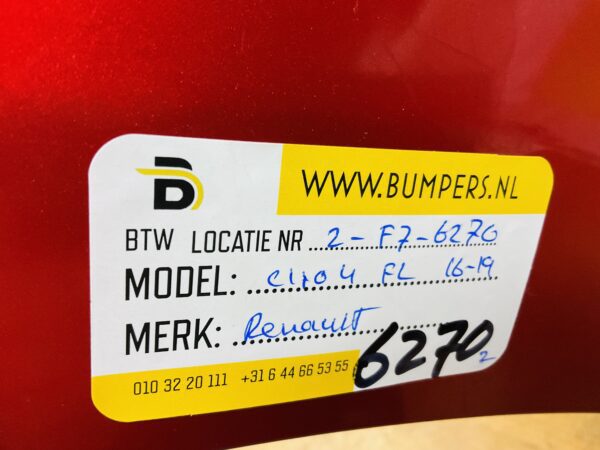 B
WWW.BUMPERS.NL
BTW LOCATIE NR 2-F7-6270
MODEL: Clio 4 FL 16-19
MERK: Renault
010 32 20 111 +31 6 44 66 53 55
6270 2